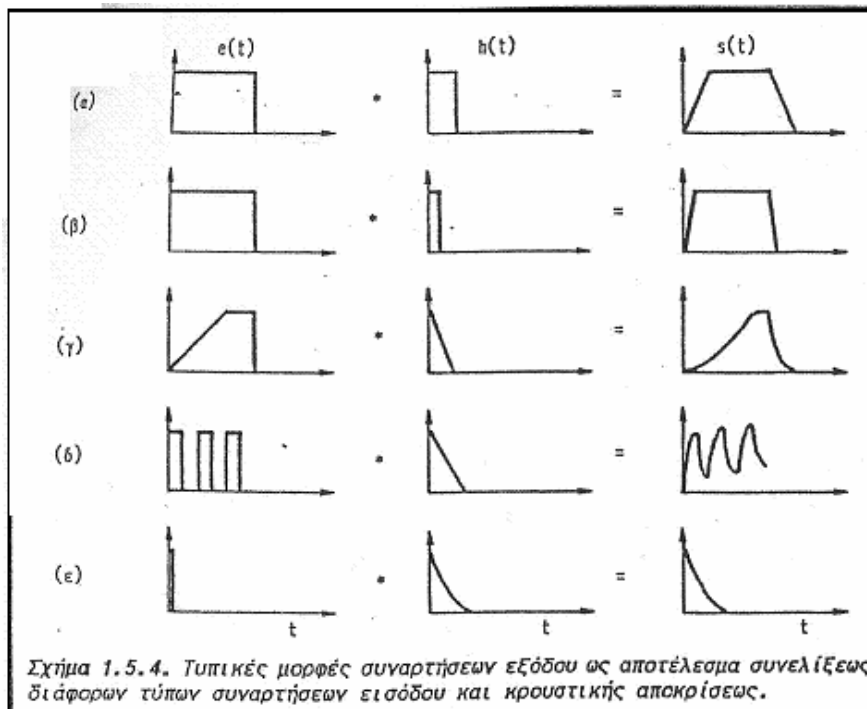 e(t) h(t) s(t)
(α) * =
(β) * =
(γ) * =
(δ) * =
(ε) * =
t t t
Σχήμα 1.5.4. Τυπικές μορφές συναρτήσεων εξόδου ως αποτέλεσμα συνελίξεως
διάφορων τύπων συναρτήσεων εισόδου και κρουστικής αποκρίσεως.